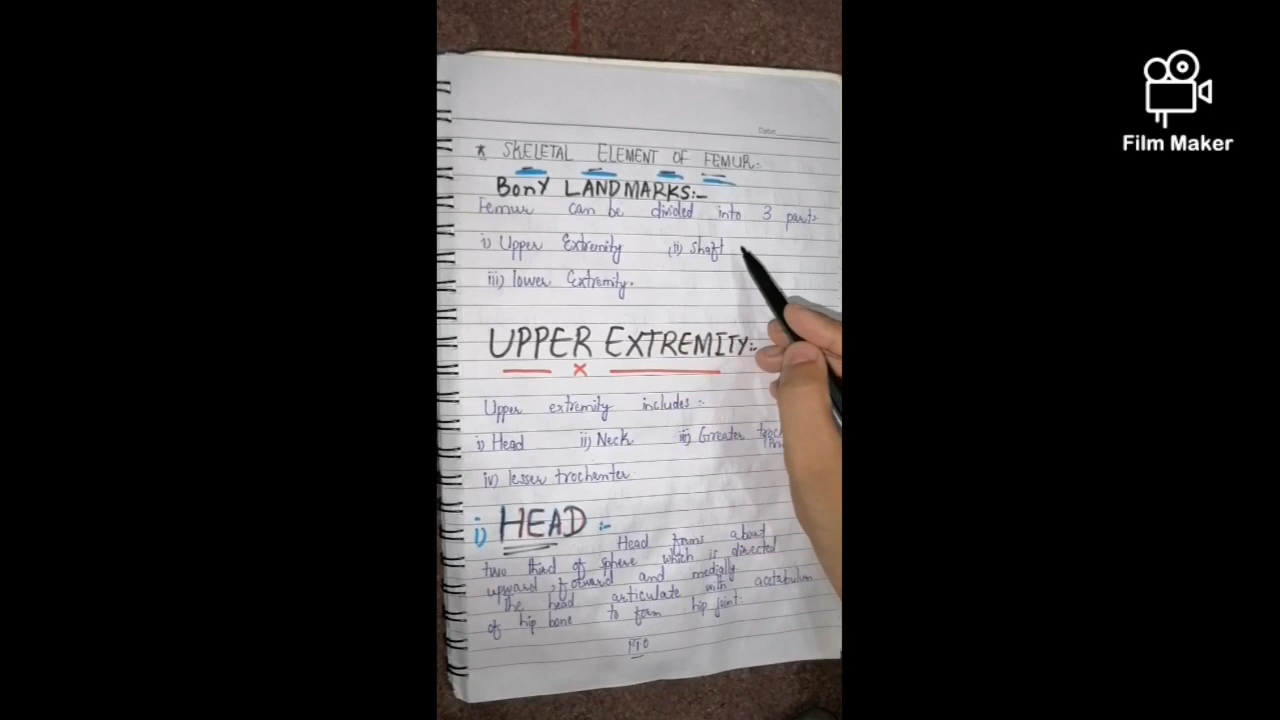 Date
* SKELETAL ELEMENT OF FEMUR:-
BONY LANDMARKS:-
Femur can be divided into 3 parts
i) Upper Extremity (ii) Shaft
iii) lower Extremity.
UPPER EXTREMITY:-
x
Upper extremity includes :-
i) Head ii) Neck iii) Greater
iv) lesser trochanter
i) HEAD :-
Head forms about
two third of sphere which is directed
upward, forward and medially
The head articulate with acetabulum
of hip bone to form hip joint.
PTO
Film Maker